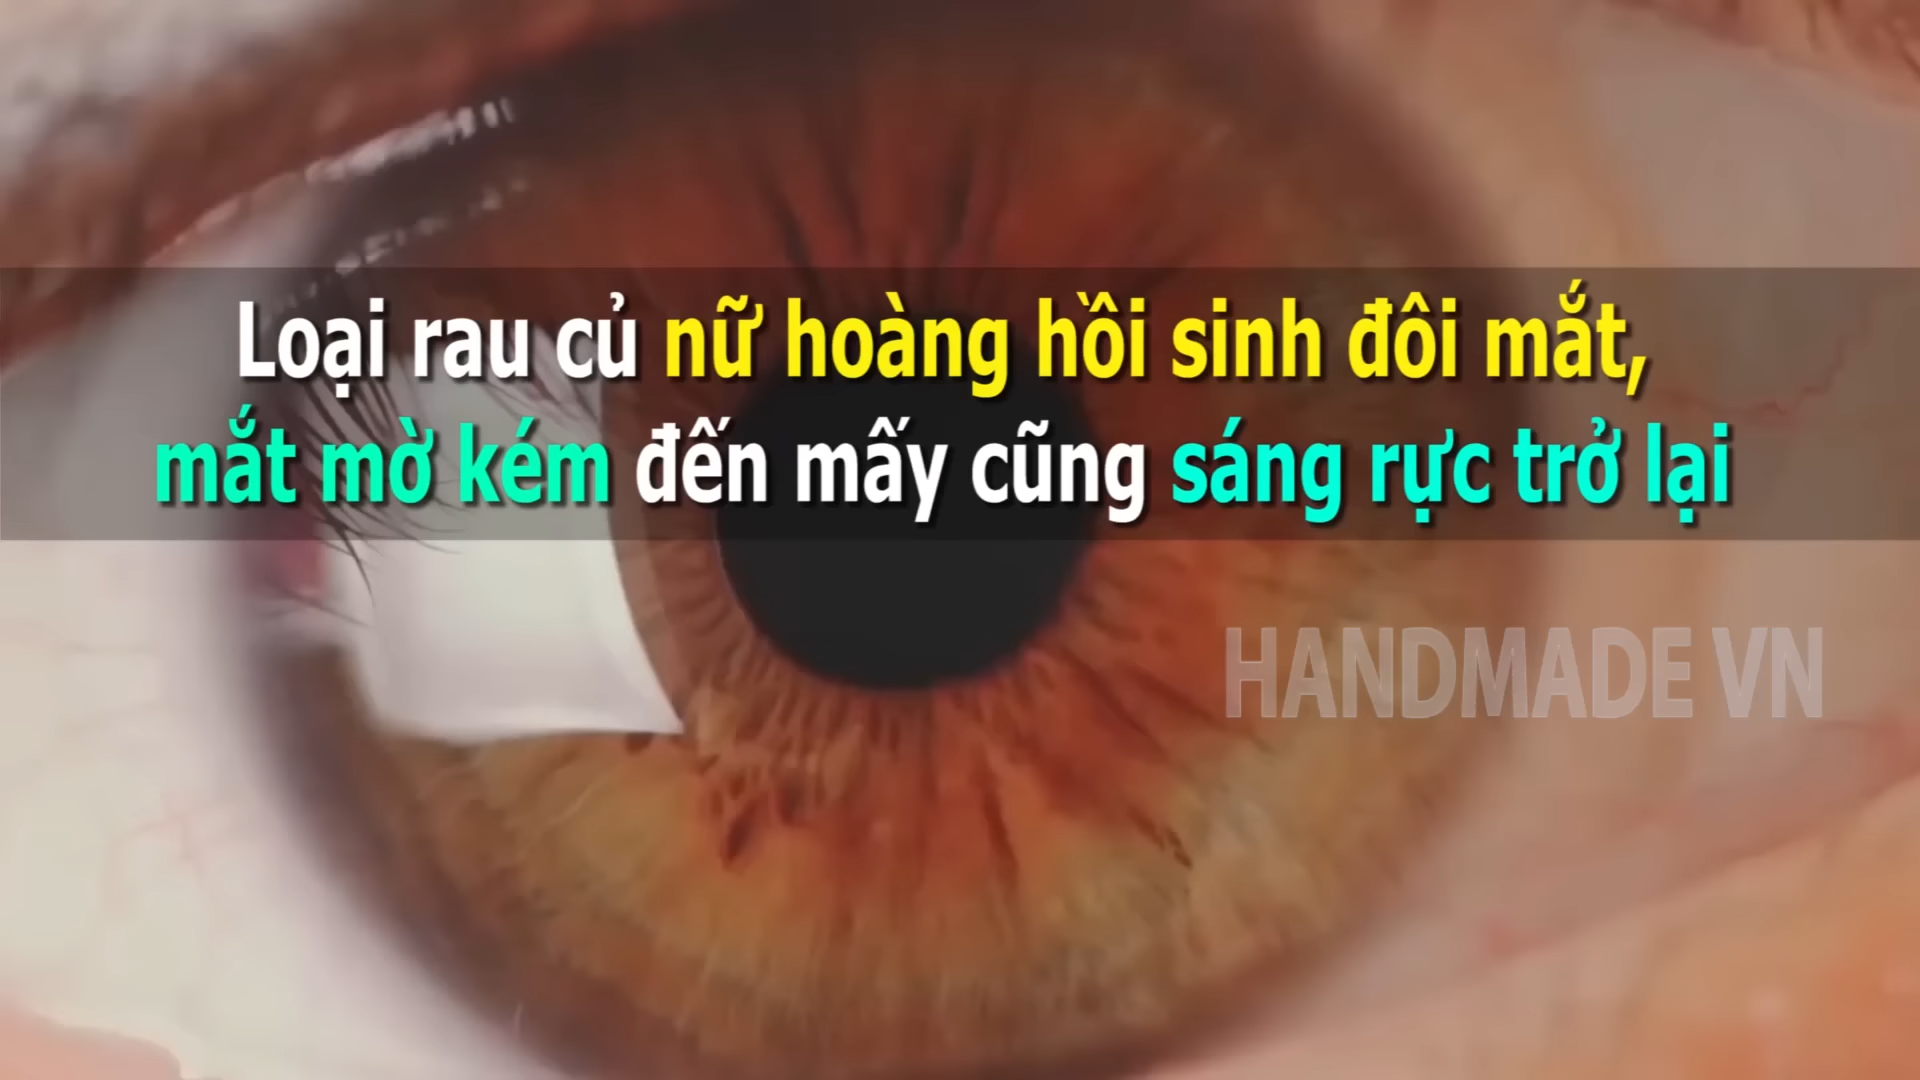 Loại rau củ nữ hoàng hồi sinh đôi mắt,
mắt mờ kém đến mấy cũng sáng rực trở lại
HANDMADE VN